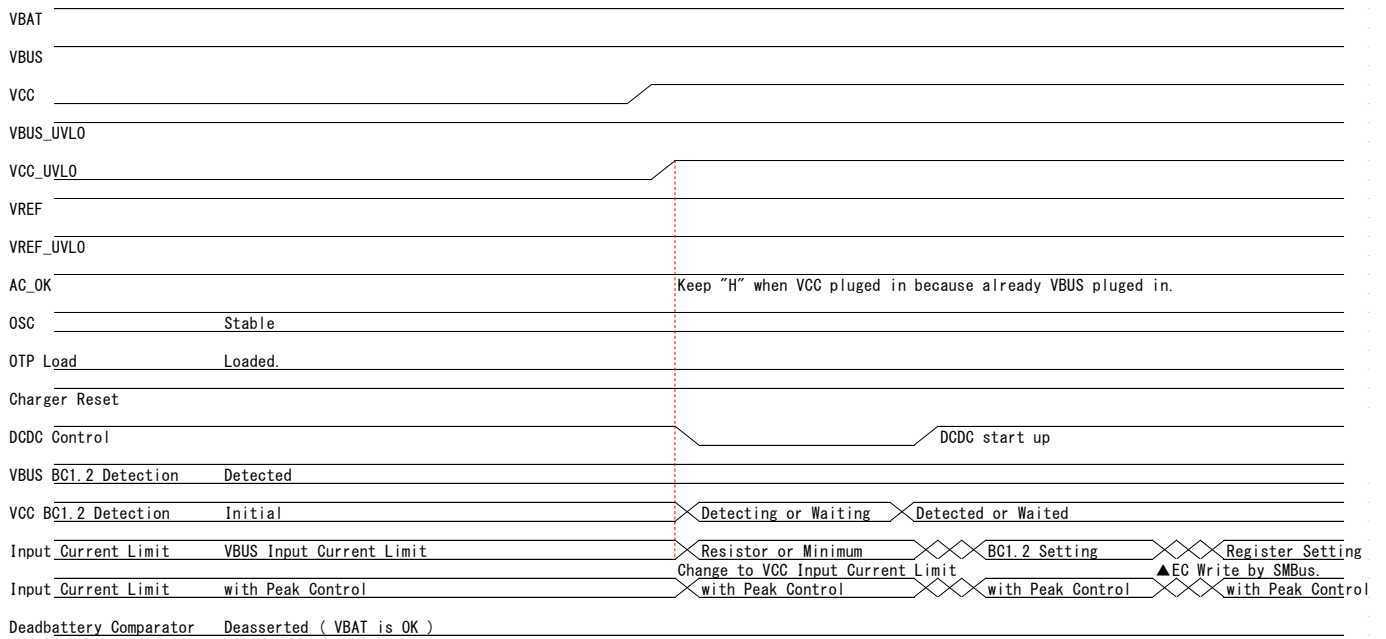 VBAT
VBUS
VCC
VBUS_UVLO
VCC_UVLO
VREF
VREF_UVLO
AC_OK Keep "H" when VCC pluged in because already VBUS pluged in.
OSC Stable
OTP Load Loaded.
Charger Reset
DCDC Control DCDC start up
VBUS BC1.2 Detection Detected
VCC BC1.2 Detection Initial Detecting or Waiting Detected or Waited
Input Current Limit VBUS Input Current Limit Resistor or Minimum BC1.2 Setting Register Setting
Change to VCC Input Current Limit ▲EC Write by SMBus.
Input Current Limit with Peak Control with Peak Control with Peak Control with Peak Control
Deadbattery Comparator Deasserted ( VBAT is OK )